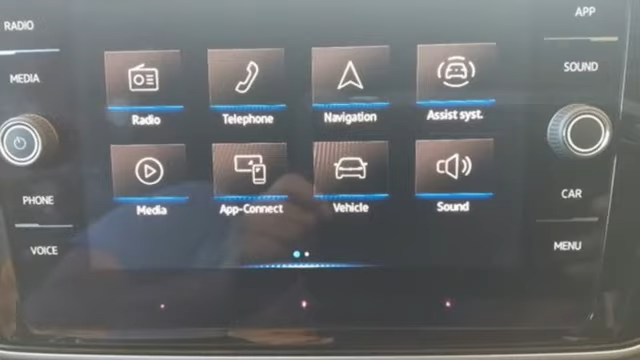 RADIO
MEDIA
PHONE
VOICE
Radio
Telephone
Navigation
Assist syst.
Media
App-Connect
Vehicle
Sound
APP
SOUND
CAR
MENU